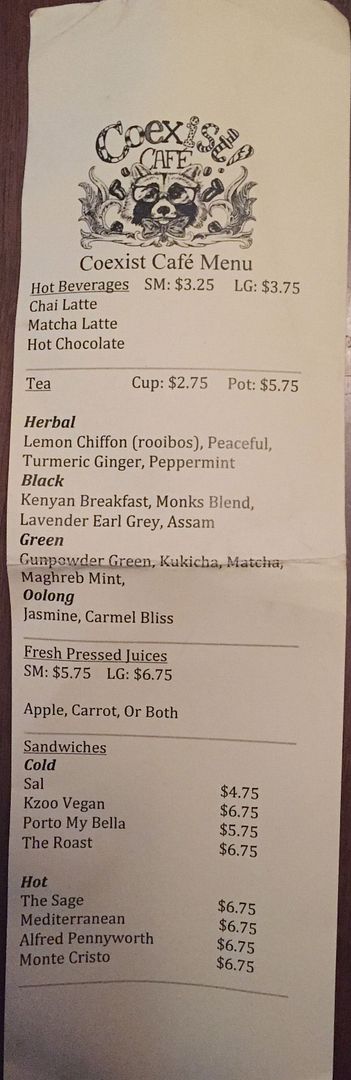 Coexist!
CAFÉ
Coexist Café Menu
Hot Beverages SM: $3.25 LG: $3.75
Chai Latte
Matcha Latte
Hot Chocolate
Tea Cup: $2.75 Pot: $5.75
Herbal
Lemon Chiffon (rooibos), Peaceful,
Turmeric Ginger, Peppermint
Black
Kenyan Breakfast, Monks Blend,
Lavender Earl Grey, Assam
Green
Gunpowder Green, Kukicha, Matcha,
Maghreb Mint,
Oolong
Jasmine, Carmel Bliss
Fresh Pressed Juices
SM: $5.75 LG: $6.75
Apple, Carrot, Or Both
Sandwiches
Cold
Sal $4.75
Kzoo Vegan $6.75
Porto My Bella $5.75
The Roast $6.75
Hot
The Sage $6.75
Mediterranean $6.75
Alfred Pennyworth $6.75
Monte Cristo $6.75